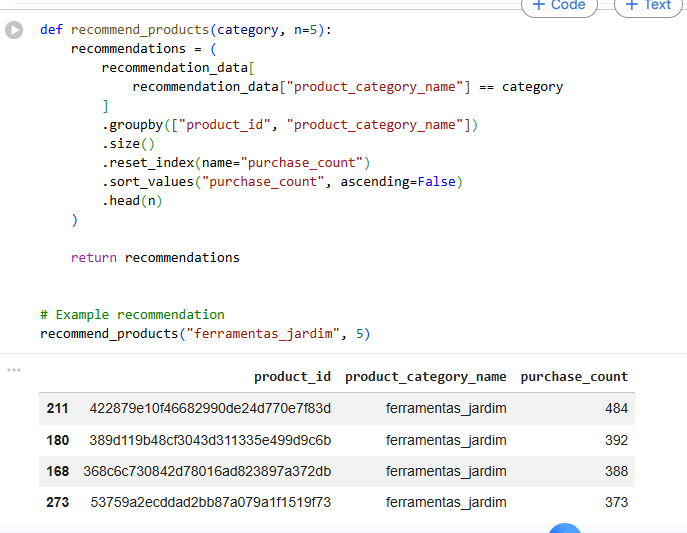 + Code + Text
def recommend_products(category, n=5):
recommendations = (
recommendation_data[
recommendation_data["product_category_name"] == category
]
.groupby(["product_id", "product_category_name"])
.size()
.reset_index(name="purchase_count")
.sort_values("purchase_count", ascending=False)
.head(n)
)
return recommendations
# Example recommendation
recommend_products("ferramentas_jardim", 5)
product_id product_category_name purchase_count
211 422879e10f46682990de24d770e7f83d ferramentas_jardim 484
180 389d119b48cf3043d311335e499d9c6b ferramentas_jardim 392
168 368c6c730842d78016ad823897a372db ferramentas_jardim 388
273 53759a2ecddad2bb87a079a1f1519f73 ferramentas_jardim 373